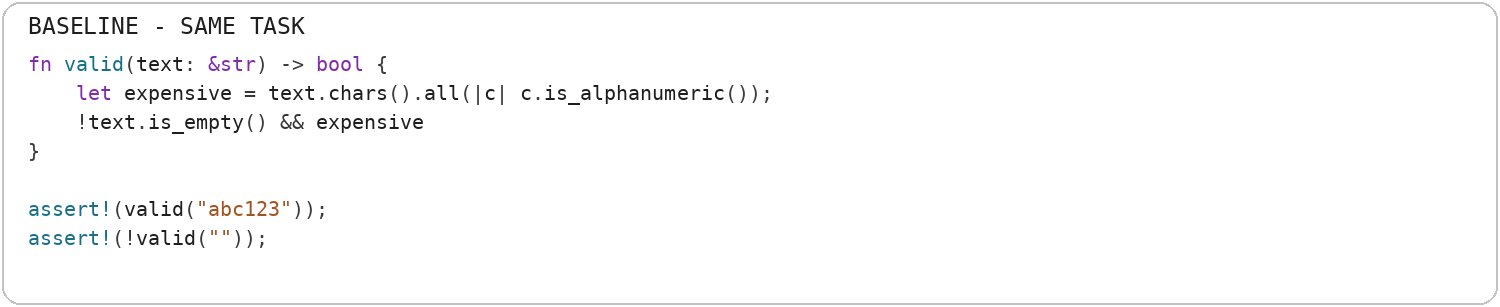 BASELINE - SAME TASK
fn valid(text: &str) -> bool {
    let expensive = text.chars().all(|c| c.is_alphanumeric());
    !text.is_empty() && expensive
}
assert!(valid("abc123"));
assert!(!valid(""));